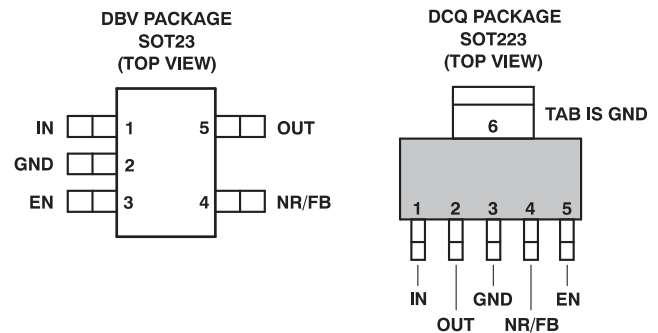 DBV PACKAGE
SOT23
(TOP VIEW)
IN 1 5 OUT
GND 2
EN 3 4 NR/FB
DCQ PACKAGE
SOT223
(TOP VIEW)
TAB IS GND
6
1 2 3 4 5
IN GND EN
OUT NR/FB